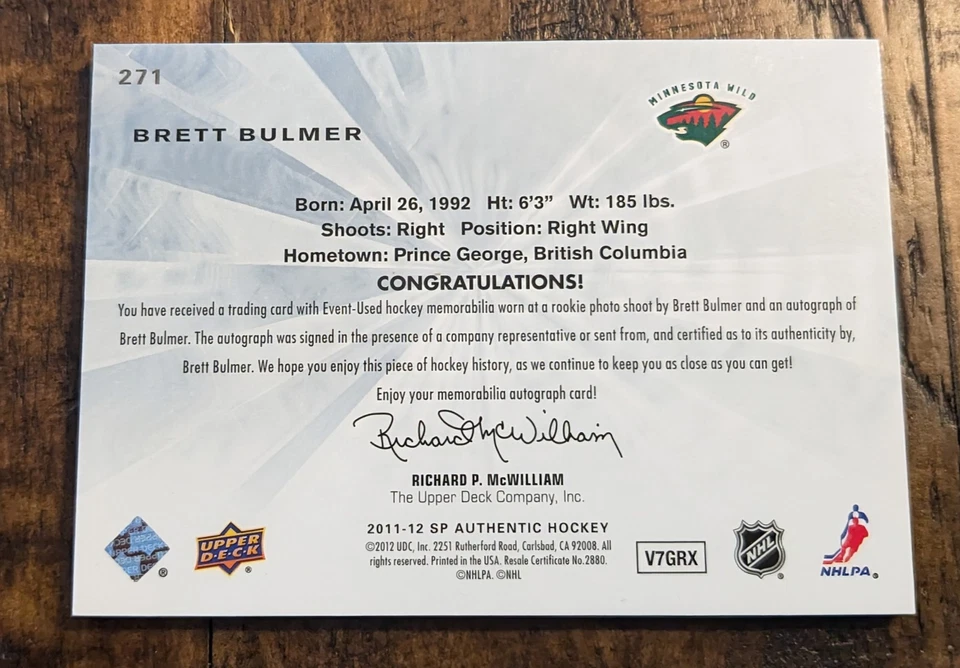 271
MINNESOTA WILD
®
BRETT BULMER
Born: April 26, 1992 Ht: 6'3" Wt: 185 lbs.
Shoots: Right Position: Right Wing
Hometown: Prince George, British Columbia
CONGRATULATIONS!
You have received a trading card with Event-Used hockey memorabilia worn at a rookie photo shoot by Brett Bulmer and an autograph of
Brett Bulmer. The autograph was signed in the presence of a company representative or sent from, and certified as to its authenticity by,
Brett Bulmer. We hope you enjoy this piece of hockey history, as we continue to keep you as close as you can get!
Enjoy your memorabilia autograph card!
Richard McWilliam
RICHARD P. McWILLIAM
The Upper Deck Company, Inc.
2011-12 SP AUTHENTIC HOCKEY
©2012 UDC, Inc. 2251 Rutherford Road, Carlsbad, CA 92008. All
rights reserved. Printed in the USA. Resale Certificate No.2880.
©NHLPA. ©NHL
®
UPPER
D·E·C·K
®
V7GRX
NHL
®
NHLPA®